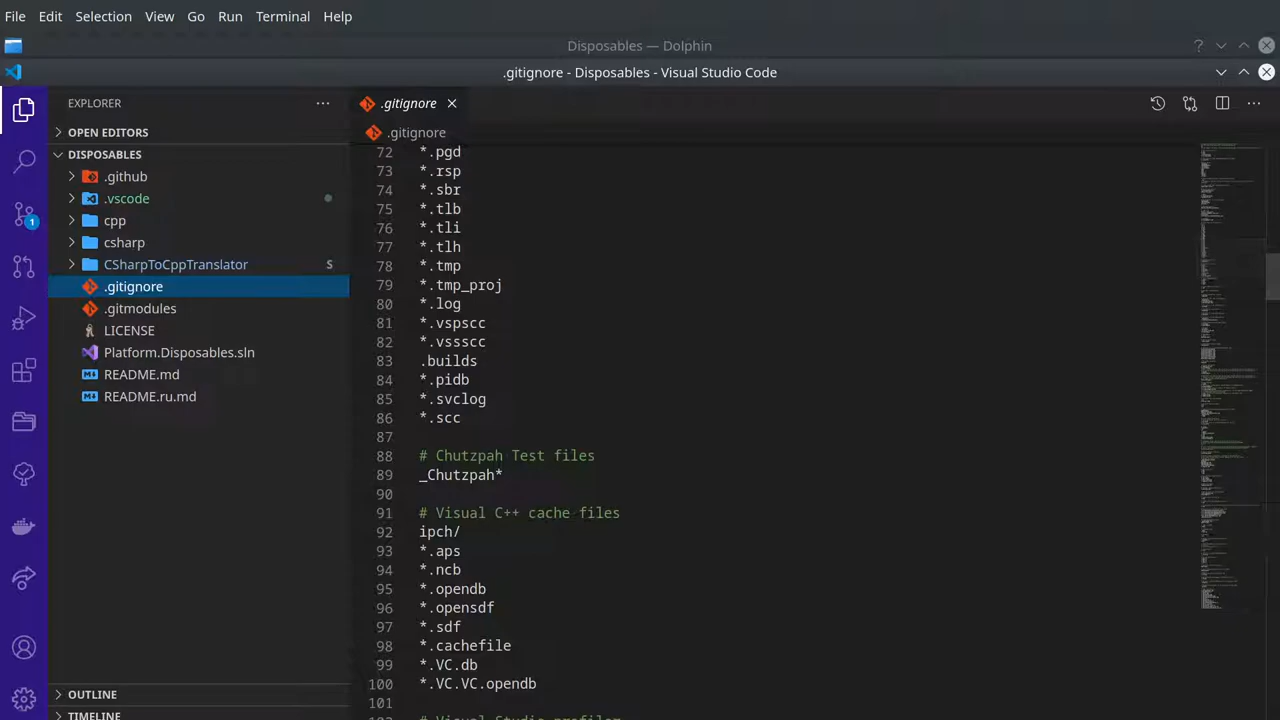 File Edit Selection View Go Run Terminal Help
Disposables — Dolphin
.gitignore - Disposables - Visual Studio Code
EXPLORER
OPEN EDITORS
DISPOSABLES
.github
.vscode
cpp
csharp
CSharpToCppTranslator S
.gitignore
.gitmodules
LICENSE
Platform.Disposables.sln
README.md
README.ru.md
OUTLINE
TIMELINE
1
.gitignore
.gitignore
72 *.pgd
73 *.rsp
74 *.sbr
75 *.tlb
76 *.tli
77 *.tlh
78 *.tmp
79 *.tmp_proj
80 *.log
81 *.vspscc
82 *.vssscc
83 .builds
84 *.pidb
85 *.svclog
86 *.scc
87
88 # Chutzpah Test files
89 _Chutzpah*
90
91 # Visual C++ cache files
92 ipch/
93 *.aps
94 *.ncb
95 *.opendb
96 *.opensdf
97 *.sdf
98 *.cachefile
99 *.VC.db
100 *.VC.VC.opendb
101
# Visual Studio profiler